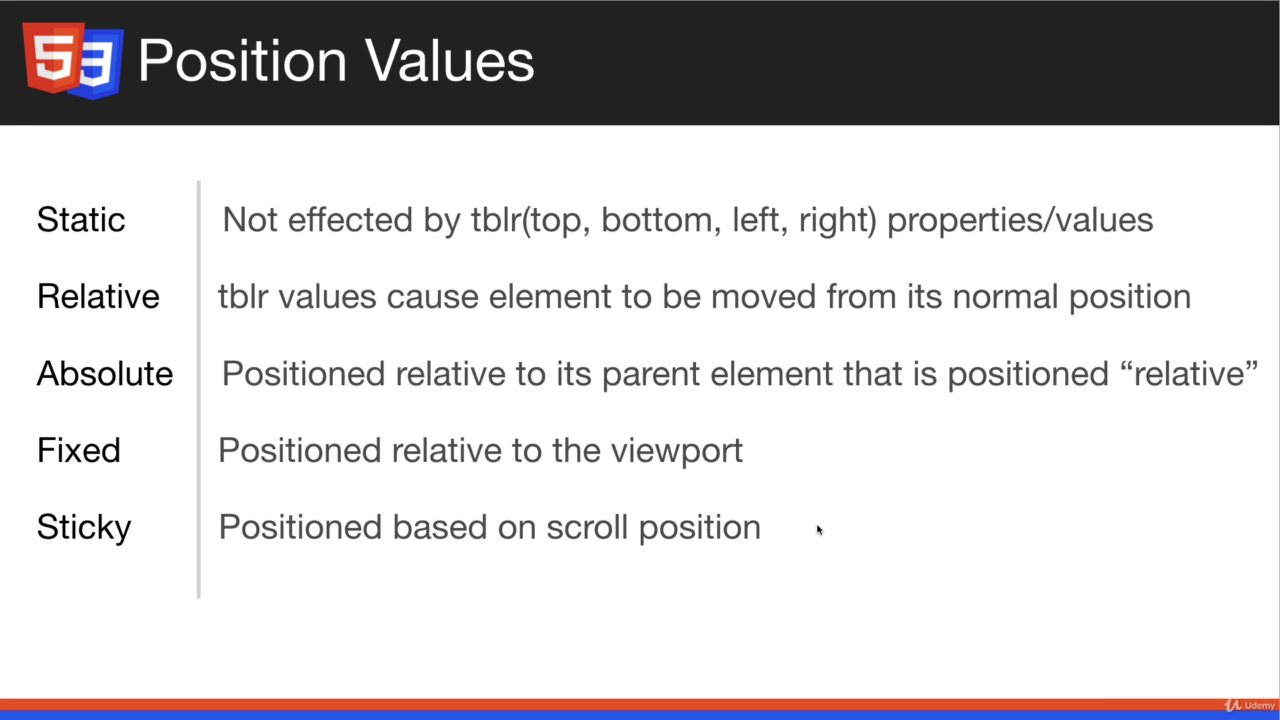 53 Position Values
Static Not effected by tblr(top, bottom, left, right) properties/values
Relative tblr values cause element to be moved from its normal position
Absolute Positioned relative to its parent element that is positioned “relative”
Fixed Positioned relative to the viewport
Sticky Positioned based on scroll position
Udemy